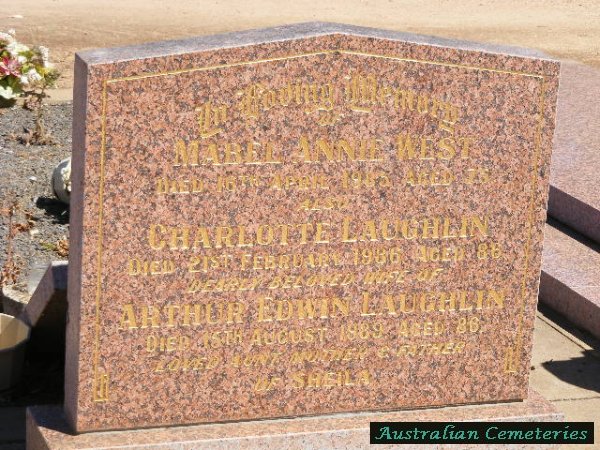 In Loving Memory
OF
MABEL ANNIE WEST
DIED 16TH APRIL AGED 75
ALSO
CHARLOTTE LAUGHLIN
DIED 21ST FEBRUARY 1966 AGED 86
DEARLY BELOVED WIFE OF
ARTHUR EDWIN LAUGHLIN
DIED 15TH AUGUST 1969 AGED 86
LOVED AUNT MOTHER & FATHER
OF SHEILA
Australian Cemeteries